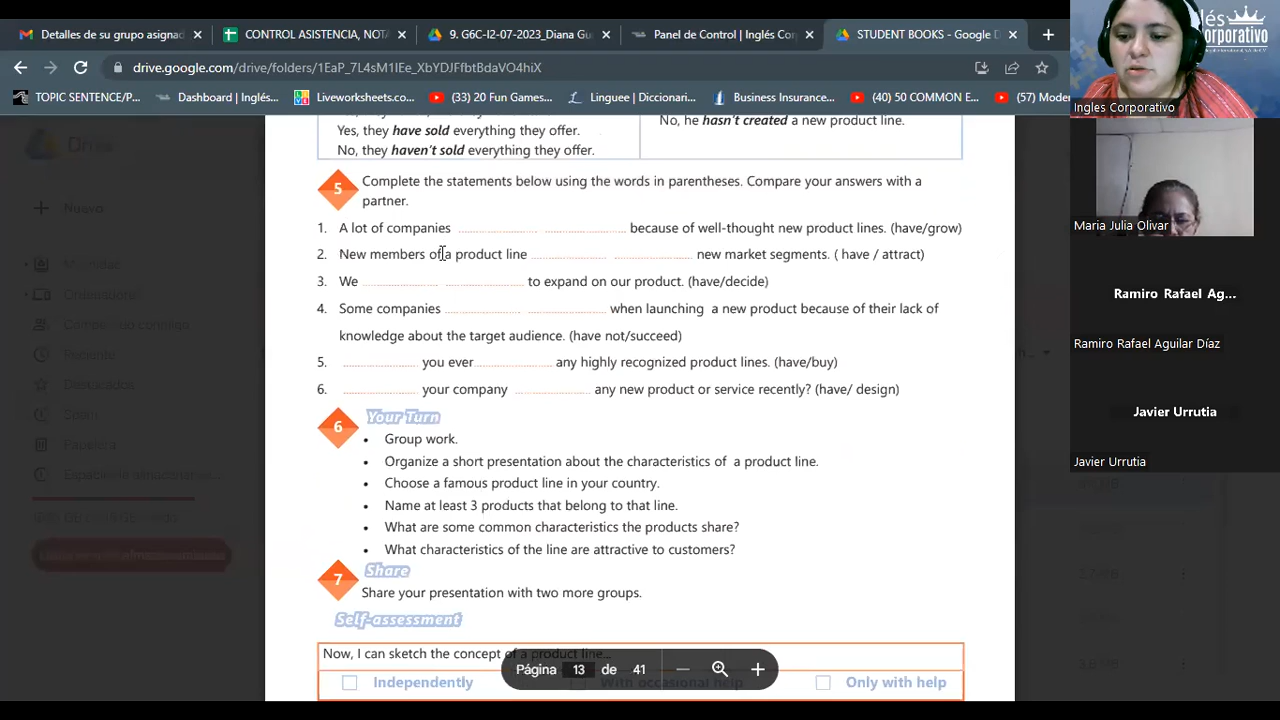 Detalles de su grupo asignad
CONTROL ASISTENCIA, NOTA
9. G6C-I2-07-2023_Diana Gu
Panel de Control | Inglés Co
STUDENT BOOKS - Google D
drive.google.com/drive/folders/1EaP_7L4sM1IEe_XbYDJFfbtBdaVO4hiX
TOPIC SENTENCE/P...
Dashboard | Inglés...
Liveworksheets.co...
(33) 20 Fun Games...
Linguee | Diccionari...
Business Insurance...
(40) 50 COMMON E...
(57) Mode
Drive
Nuevo
Yes, they have sold everything they offer.
No, they haven't sold everything they offer.
No, he hasn't created a new product line.
5 Complete the statements below using the words in parentheses. Compare your answers with a
partner.
1. A lot of companies because of well-thought new product lines. (have/grow)
2. New members of a product line new market segments. ( have / attract)
3. We to expand on our product. (have/decide)
4. Some companies when launching a new product because of their lack of
knowledge about the target audience. (have not/succeed)
5. you ever any highly recognized product lines. (have/buy)
6. your company any new product or service recently? (have/ design)
6 Your Turn
• Group work.
• Organize a short presentation about the characteristics of a product line.
• Choose a famous product line in your country.
• Name at least 3 products that belong to that line.
• What are some common characteristics the products share?
• What characteristics of the line are attractive to customers?
7 Share
Share your presentation with two more groups.
Self-assessment
Now, I can sketch the concept of a product line...
Independently
With occasional help
Only with help
Página 13 de 41
Ingles Corporativo
Maria Julia Olivar
Ramiro Rafael Ag...
Ramiro Rafael Aguilar Díaz
Javier Urrutia
Javier Urrutia